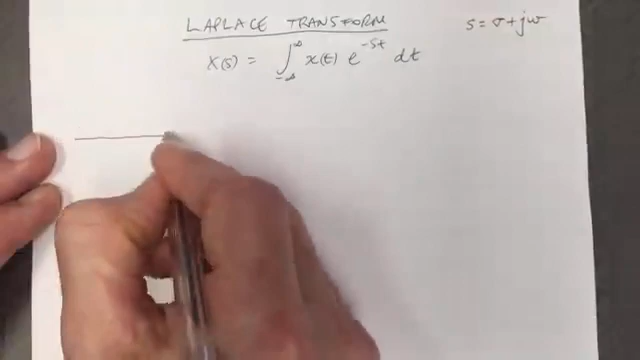 LAPLACE TRANSFORM
s = σ + jω
X(s) = ∫_{-∞}^{∞} x(t) e^{-st} dt